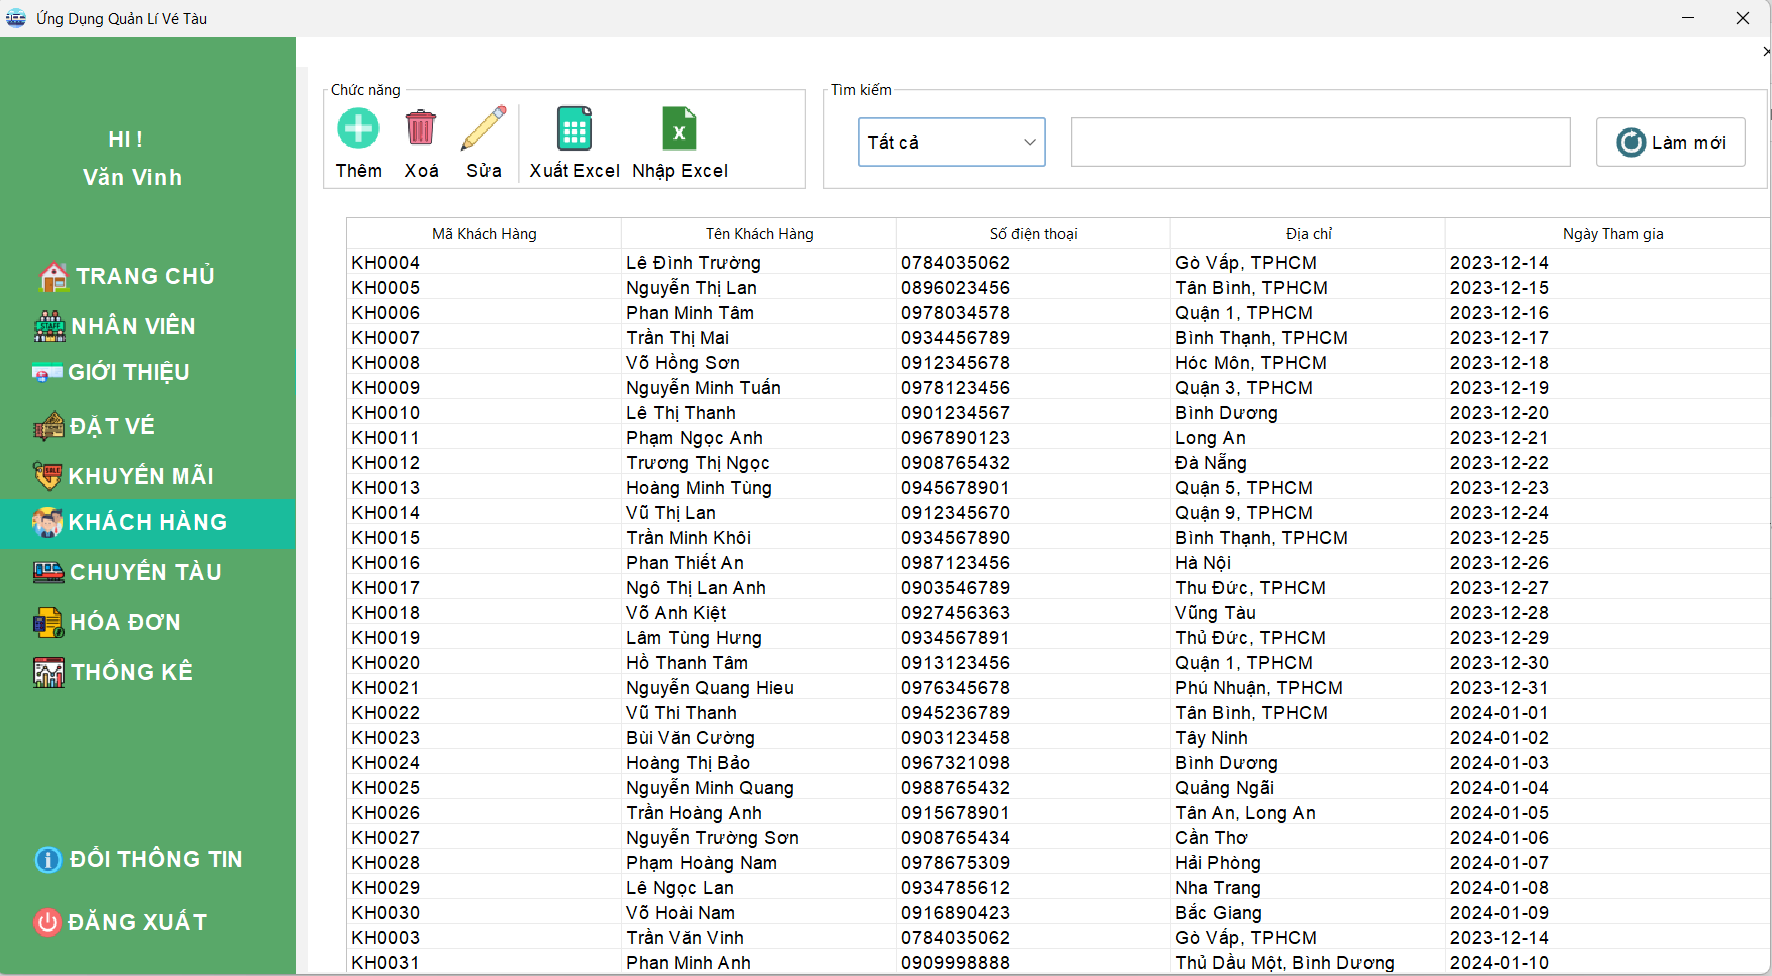 Ứng Dụng Quản Lí Vé Tàu
HI !
Văn Vinh
TRANG CHỦ
STAFF NHÂN VIÊN
GIỚI THIỆU
ĐẶT VÉ
SALE KHUYẾN MÃI
KHÁCH HÀNG
CHUYẾN TÀU
HÓA ĐƠN
THỐNG KÊ
ĐỔI THÔNG TIN
ĐĂNG XUẤT
Chức năng
Thêm Xoá Sửa Xuất Excel Nhập Excel
Tìm kiếm
Tất cả Làm mới
Mã Khách Hàng Tên Khách Hàng Số điện thoại Địa chỉ Ngày Tham gia
KH0004 Lê Đình Trường 0784035062 Gò Vấp, TPHCM 2023-12-14
KH0005 Nguyễn Thị Lan 0896023456 Tân Bình, TPHCM 2023-12-15
KH0006 Phan Minh Tâm 0978034578 Quận 1, TPHCM 2023-12-16
KH0007 Trần Thị Mai 0934456789 Bình Thạnh, TPHCM 2023-12-17
KH0008 Võ Hồng Sơn 0912345678 Hóc Môn, TPHCM 2023-12-18
KH0009 Nguyễn Minh Tuấn 0978123456 Quận 3, TPHCM 2023-12-19
KH0010 Lê Thị Thanh 0901234567 Bình Dương 2023-12-20
KH0011 Phạm Ngọc Anh 0967890123 Long An 2023-12-21
KH0012 Trương Thị Ngọc 0908765432 Đà Nẵng 2023-12-22
KH0013 Hoàng Minh Tùng 0945678901 Quận 5, TPHCM 2023-12-23
KH0014 Vũ Thị Lan 0912345670 Quận 9, TPHCM 2023-12-24
KH0015 Trần Minh Khôi 0934567890 Bình Thạnh, TPHCM 2023-12-25
KH0016 Phan Thiết An 0987123456 Hà Nội 2023-12-26
KH0017 Ngô Thị Lan Anh 0903546789 Thu Đức, TPHCM 2023-12-27
KH0018 Võ Anh Kiệt 0927456363 Vũng Tàu 2023-12-28
KH0019 Lâm Tùng Hưng 0934567891 Thủ Đức, TPHCM 2023-12-29
KH0020 Hồ Thanh Tâm 0913123456 Quận 1, TPHCM 2023-12-30
KH0021 Nguyễn Quang Hieu 0976345678 Phú Nhuận, TPHCM 2023-12-31
KH0022 Vũ Thi Thanh 0945236789 Tân Bình, TPHCM 2024-01-01
KH0023 Bùi Văn Cường 0903123458 Tây Ninh 2024-01-02
KH0024 Hoàng Thị Bảo 0967321098 Bình Dương 2024-01-03
KH0025 Nguyễn Minh Quang 0988765432 Quảng Ngãi 2024-01-04
KH0026 Trần Hoàng Anh 0915678901 Tân An, Long An 2024-01-05
KH0027 Nguyễn Trường Sơn 0908765434 Cần Thơ 2024-01-06
KH0028 Phạm Hoàng Nam 0978675309 Hải Phòng 2024-01-07
KH0029 Lê Ngọc Lan 0934785612 Nha Trang 2024-01-08
KH0030 Võ Hoài Nam 0916890423 Bắc Giang 2024-01-09
KH0003 Trần Văn Vinh 0784035062 Gò Vấp, TPHCM 2023-12-14
KH0031 Phan Minh Anh 0909998888 Thủ Dầu Một, Bình Dương 2024-01-10